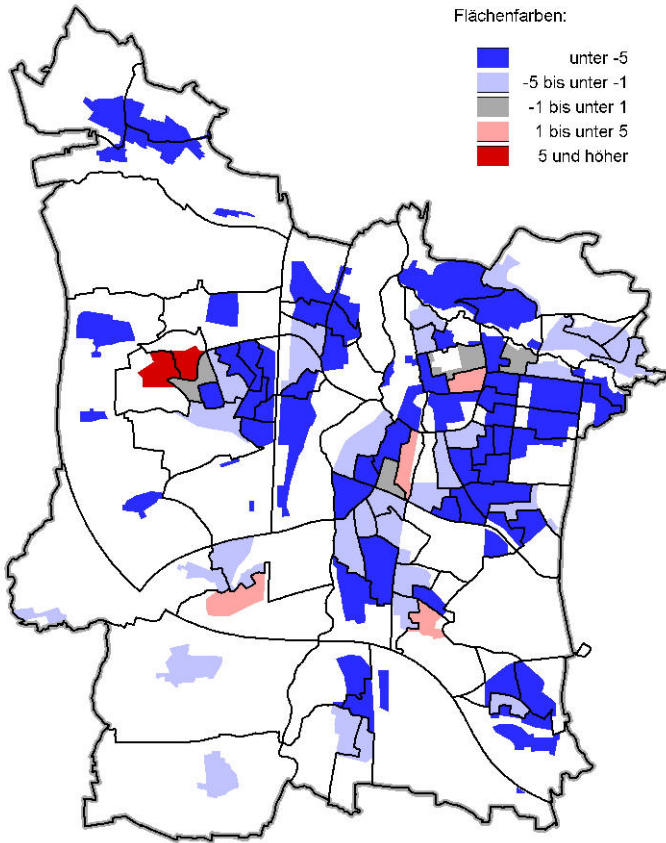 Flächenfarben:
unter -5
-5 bis unter -1
-1 bis unter 1
1 bis unter 5
5 und höher